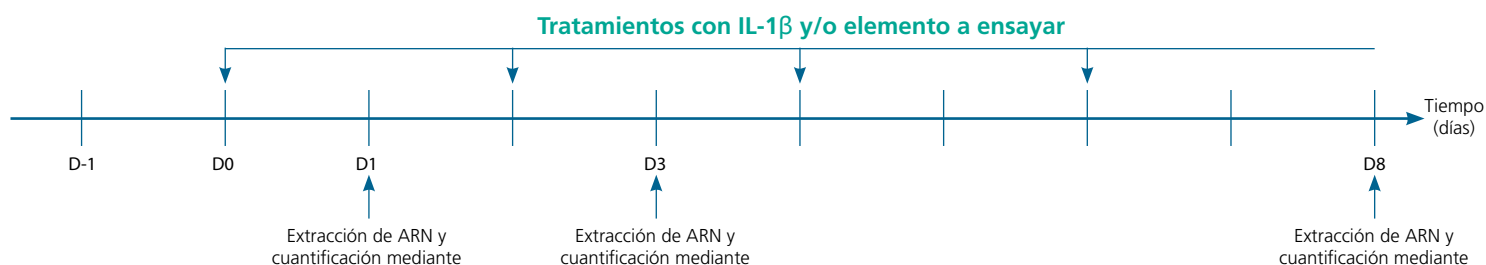 Tratamientos con IL-1β y/o elemento a ensayar
Tiempo
(días)
D-1
D0
D1
D3
D8
Extracción de ARN y
cuantificación mediante
Extracción de ARN y
cuantificación mediante
Extracción de ARN y
cuantificación mediante